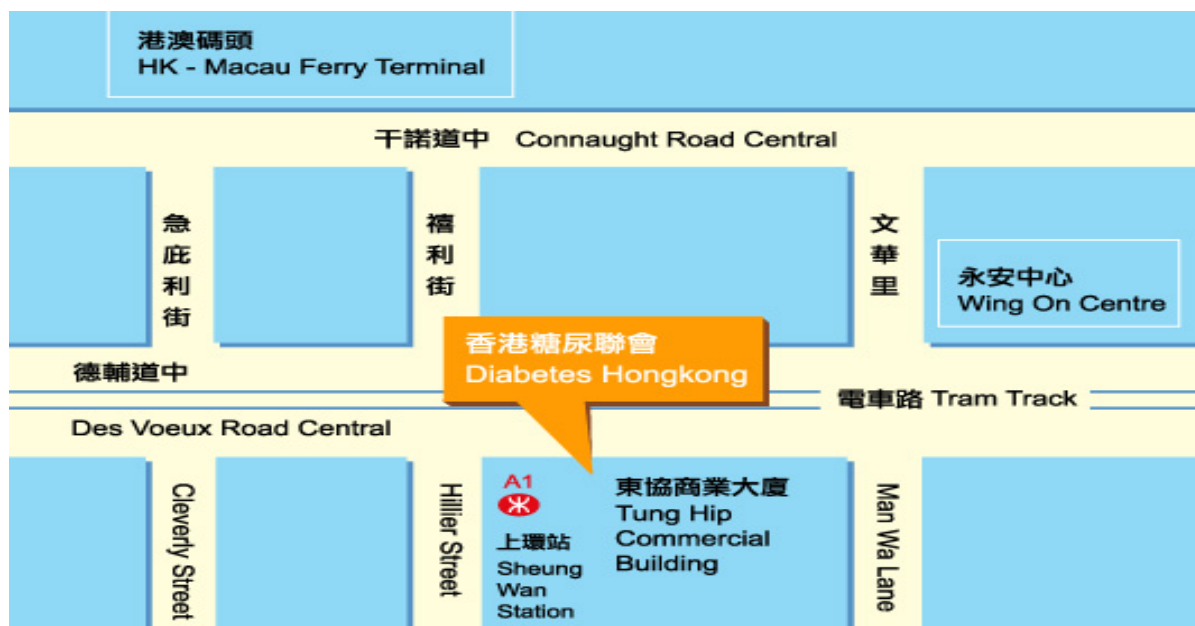 港澳碼頭
HK - Macau Ferry Terminal
干諾道中 Connaught Road Central
急庇利街
禧利街
文華里
永安中心
Wing On Centre
香港糖尿聯會
Diabetes Hongkong
德輔道中
電車路 Tram Track
Des Voeux Road Central
Cleverly Street
Hillier Street
A1
上環站
Sheung
Wan
Station
東協商業大廈
Tung Hip
Commercial
Building
Man Wa Lane